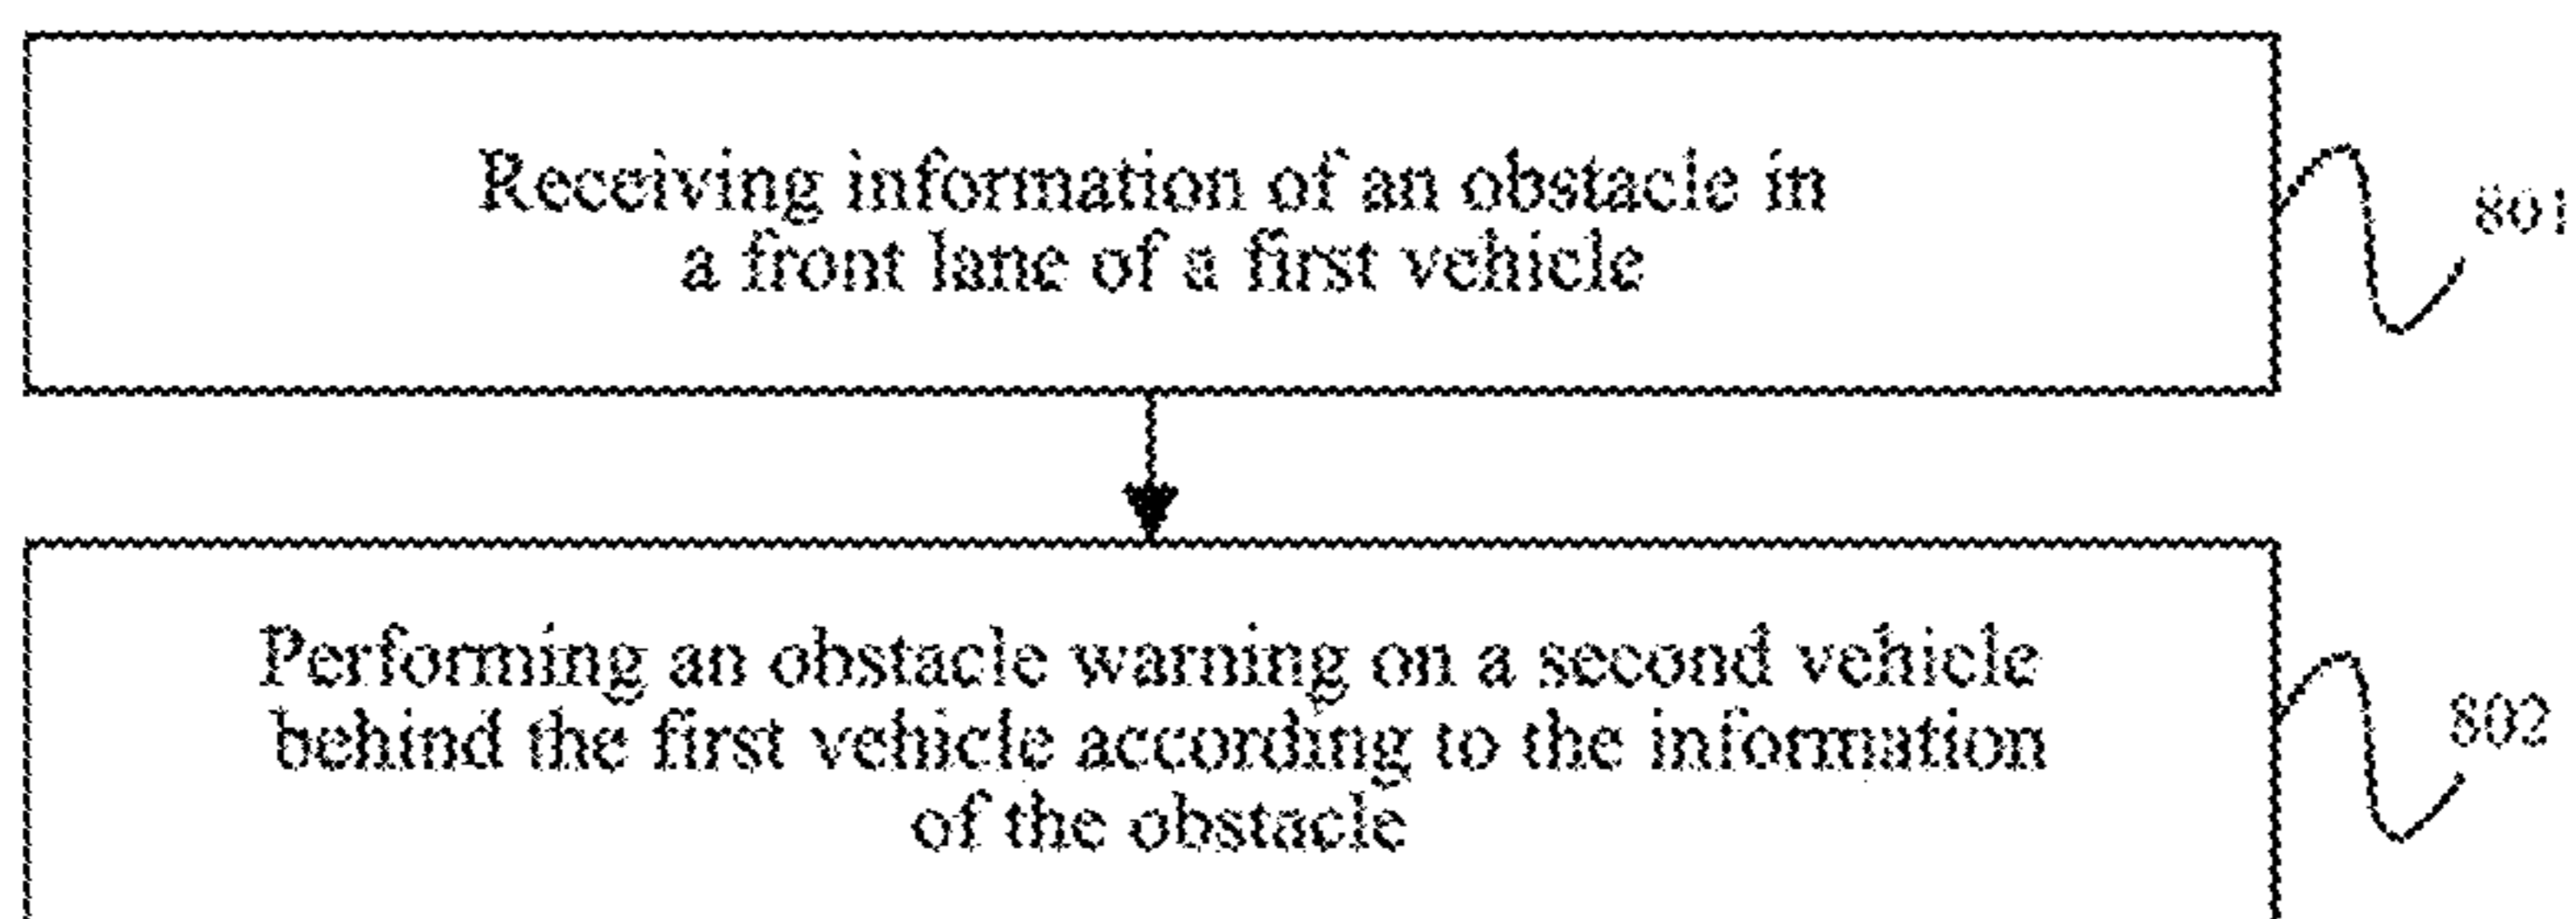 Receiving information of an obstacle in
a front lane of a first vehicle
801
Performing an obstacle warning on a second vehicle
behind the first vehicle according to the information
of the obstacle
802